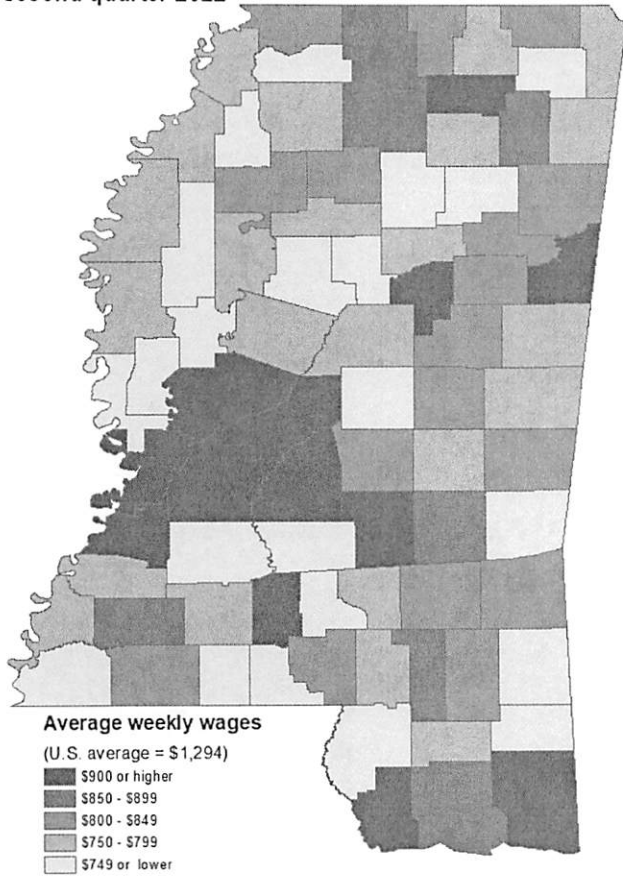 second quarter 2022
Average weekly wages
(U.S. average = $1,294)
$900 or higher
$850 - $899
$800 - $849
$750 - $799
$749 or lower